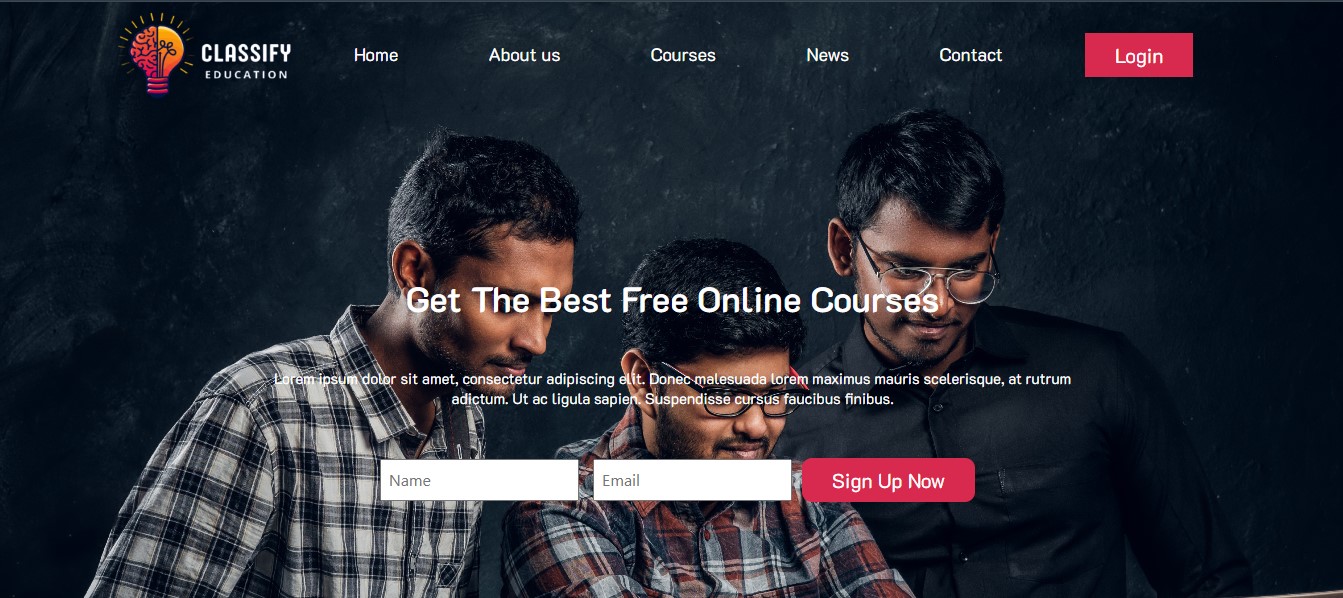 CLASSIFY
EDUCATION
Home
About us
Courses
News
Contact
Login
Get The Best Free Online Courses
Lorem ipsum dolor sit amet, consectetur adipiscing elit. Donec malesuada lorem maximus mauris scelerisque, at rutrum
adictum. Ut ac ligula sapien. Suspendisse cursus faucibus finibus.
Name
Email
Sign Up Now